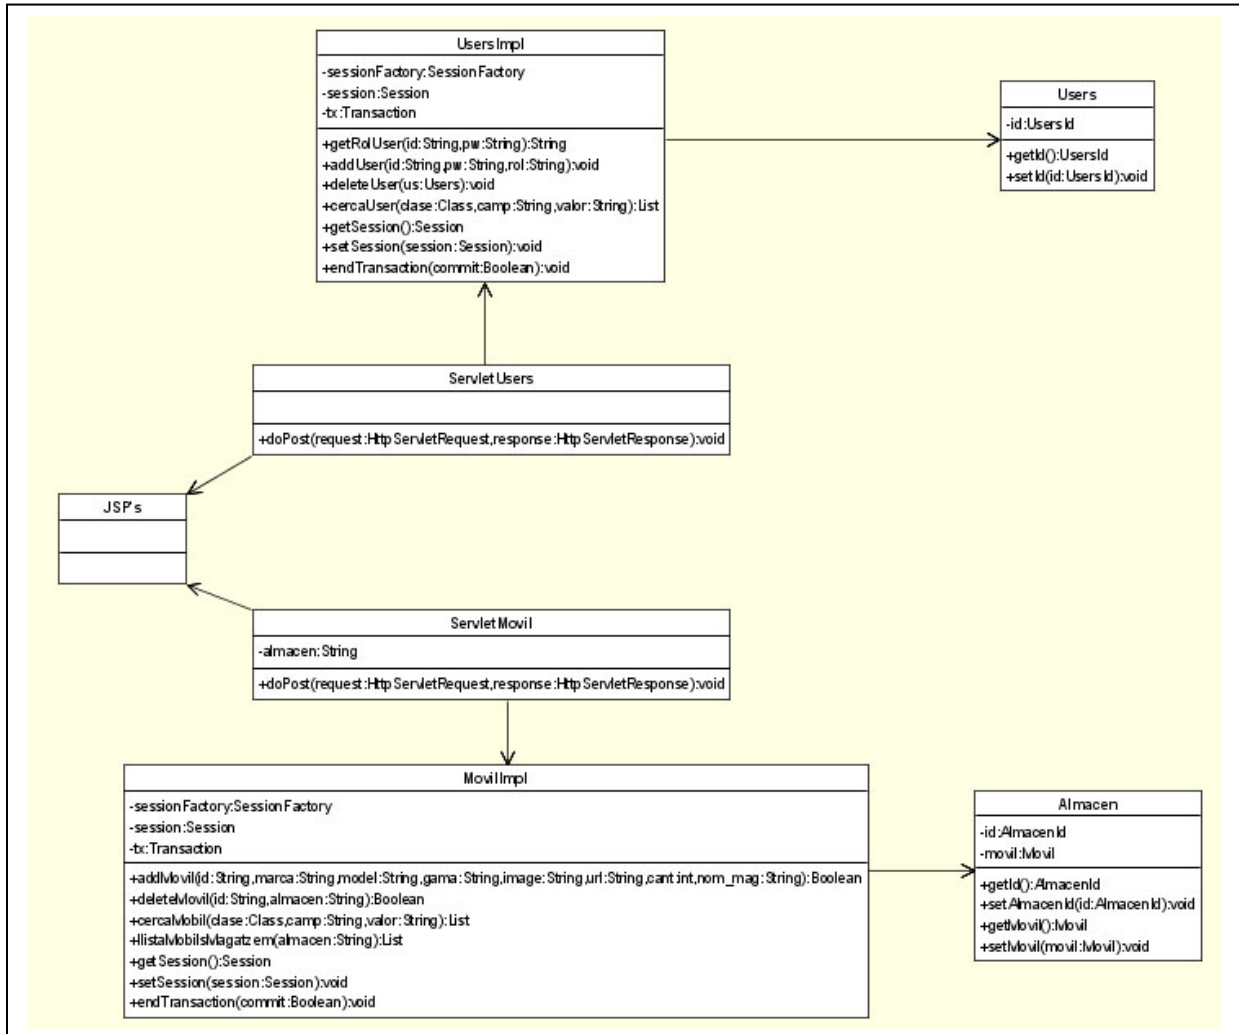 UsersImpl
-sessionFactory:SessionFactory
-session:Session
-tx:Transaction
+getRolUser(id:String,pw:String):String
+addUser(id:String,pw:String,rol:String):void
+deleteUser(us:Users):void
+cercaUser(clase:Class,camp:String,valor:String):List
+getSession():Session
+setSession(session:Session):void
+endTransaction(commit:Boolean):void
Users
-id:UsersId
+getId():UsersId
+setId(id:UsersId):void
ServletUsers
+doPost(request:HttpServletRequest,response:HttpServletResponse):void
JSP's
ServletMovil
-almacen:String
+doPost(request:HttpServletRequest,response:HttpServletResponse):void
MovilImpl
-sessionFactory:SessionFactory
-session:Session
-tx:Transaction
+addMovil(id:String,marca:String,model:String,gama:String,image:String,url:String,cant:int,nom_mag:String):Boolean
+deleteMovil(id:String,almacen:String):Boolean
+cercaMobil(clase:Class,camp:String,valor:String):List
+llistaMobilsMagatzem(almacen:String):List
+getSession():Session
+setSession(session:Session):void
+endTransaction(commit:Boolean):void
Almacen
-id:AlmacenId
-movil:Movil
+getId():AlmacenId
+setAlmacenId(id:AlmacenId):void
+getMovil():Movil
+setMovil(movil:Movil):void